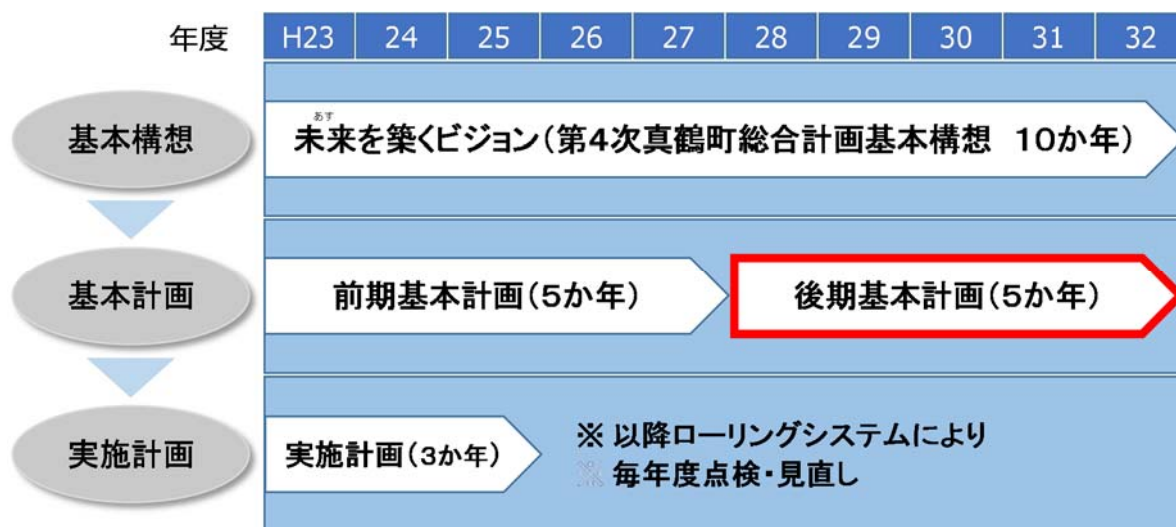 年度 H23 24 25 26 27 28 29 30 31 32
基本構想
あす
未来を築くビジョン(第4次真鶴町総合計画基本構想 10か年)
基本計画
前期基本計画(5か年)
後期基本計画(5か年)
実施計画
実施計画(3か年)
※ 以降ローリングシステムにより
※ 毎年度点検・見直し